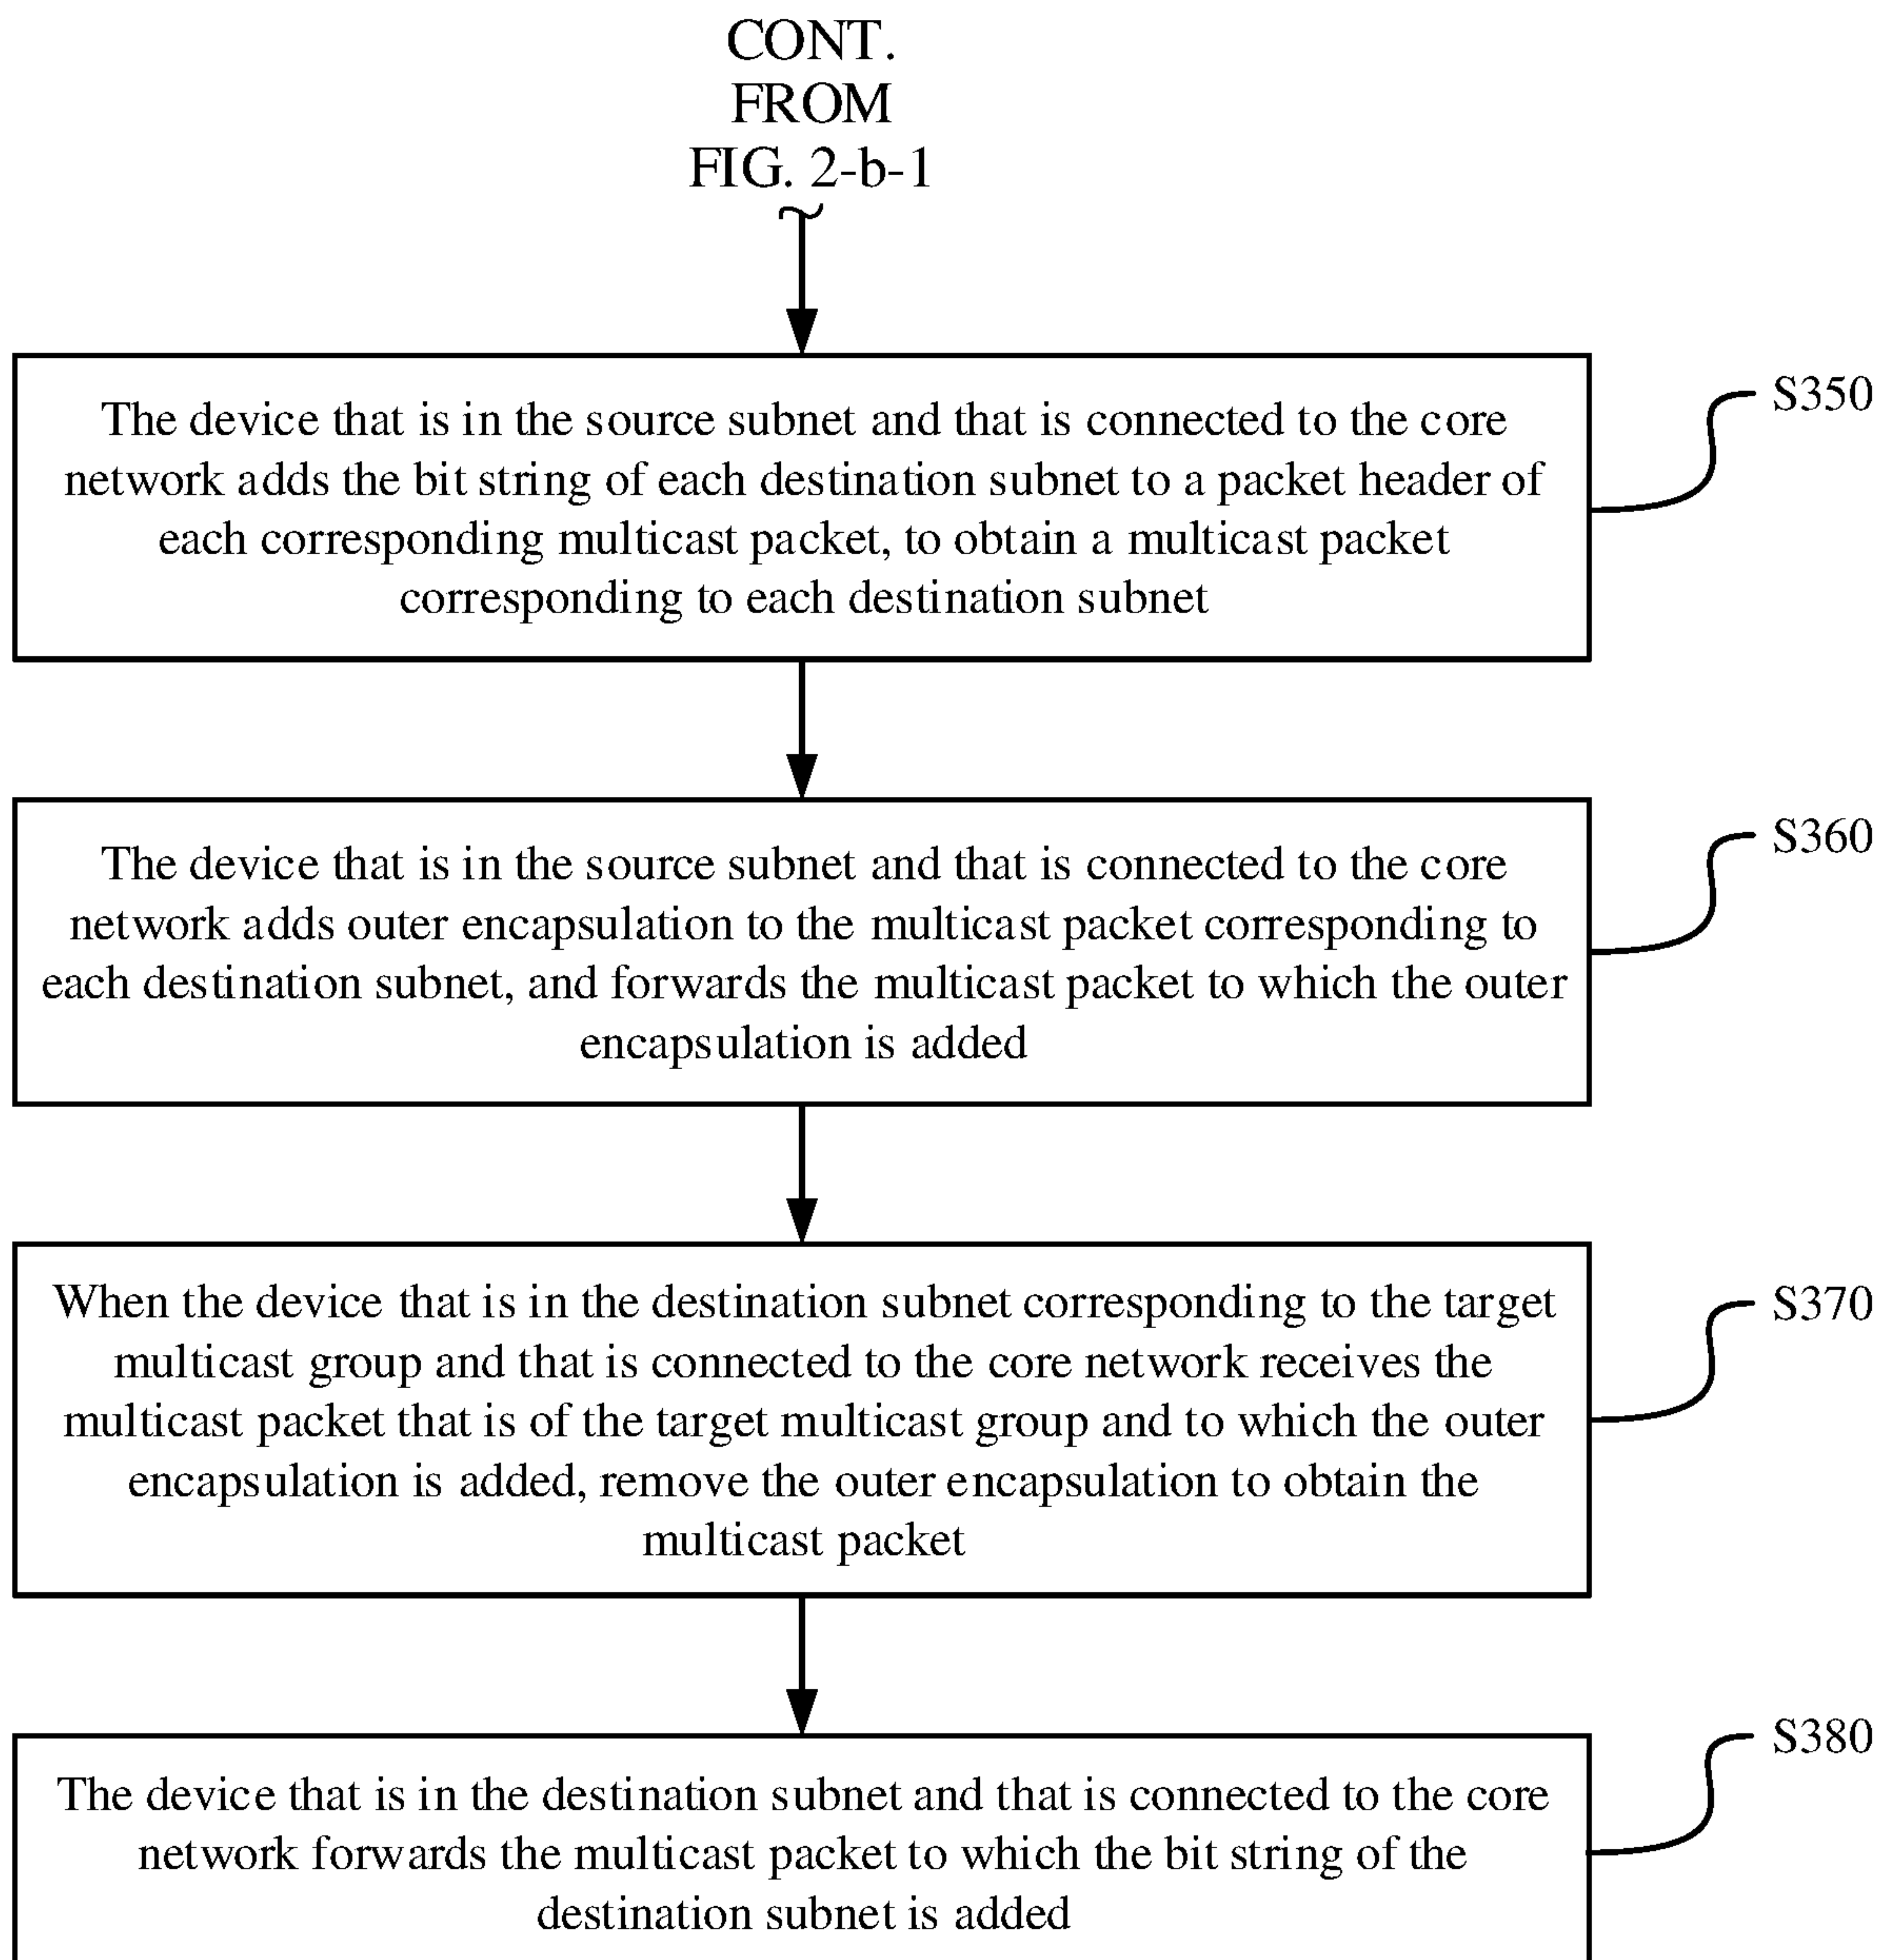 CONT.
FROM
FIG. 2-b-1
The device that is in the source subnet and that is connected to the core
network adds the bit string of each destination subnet to a packet header of
each corresponding multicast packet, to obtain a multicast packet
corresponding to each destination subnet
S350
The device that is in the source subnet and that is connected to the core
network adds outer encapsulation to the multicast packet corresponding to
each destination subnet, and forwards the multicast packet to which the outer
encapsulation is added
S360
When the device that is in the destination subnet corresponding to the target
multicast group and that is connected to the core network receives the
multicast packet that is of the target multicast group and to which the outer
encapsulation is added, remove the outer encapsulation to obtain the
multicast packet
S370
The device that is in the destination subnet and that is connected to the core
network forwards the multicast packet to which the bit string of the
destination subnet is added
S380